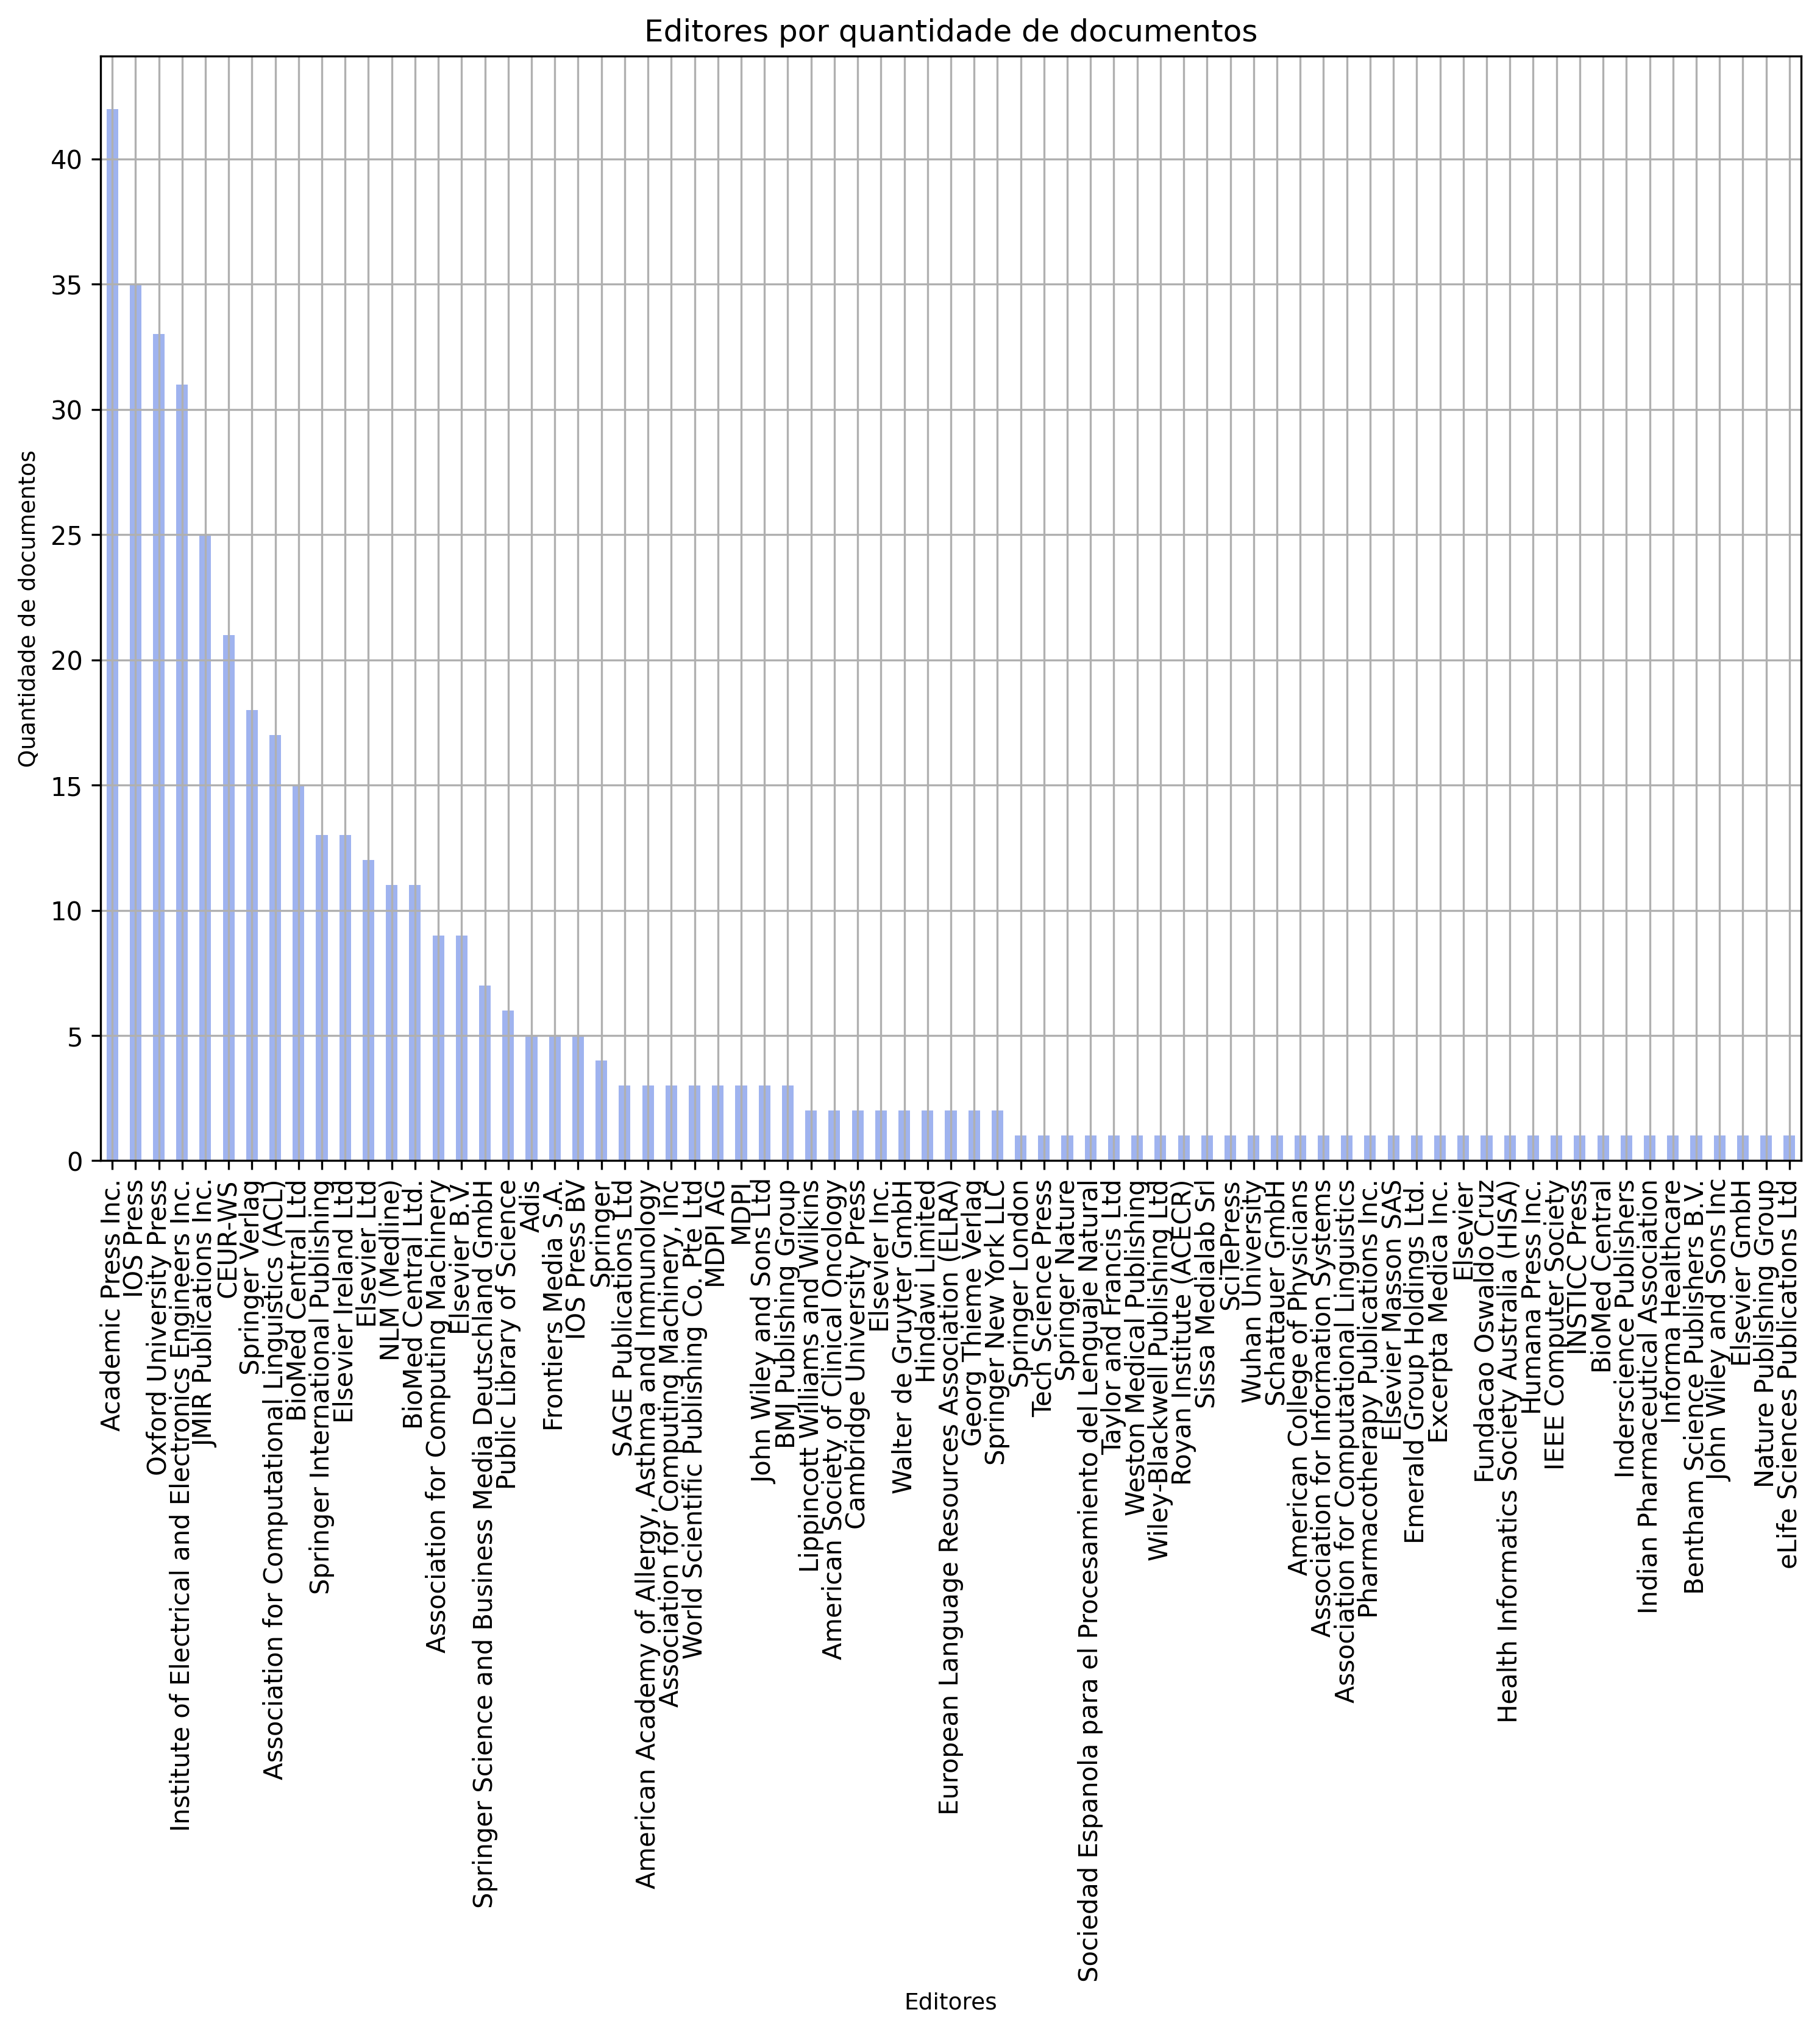 Editores por quantidade de documentos
Quantidade de documentos
40
35
30
25
20
15
10
5
0
Academic Press Inc.
IOS Press
Oxford University Press
Institute of Electrical and Electronics Engineers Inc.
JMIR Publications Inc.
CEUR-WS
Springer Verlag
Association for Computational Linguistics (ACL)
BioMed Central Ltd
Springer International Publishing
Elsevier Ireland Ltd
Elsevier Ltd
NLM (Medline)
BioMed Central Ltd.
Association for Computing Machinery
Elsevier B.V.
Springer Science and Business Media Deutschland GmbH
Public Library of Science
Adis
Frontiers Media S.A.
IOS Press BV
Springer
SAGE Publications Ltd
American Academy of Allergy, Asthma and Immunology
Association for Computing Machinery, Inc
World Scientific Publishing Co. Pte Ltd
MDPI AG
MDPI
John Wiley and Sons Ltd
BMJ Publishing Group
Lippincott Williams and Wilkins
American Society of Clinical Oncology
Cambridge University Press
Elsevier Inc.
Walter de Gruyter GmbH
Hindawi Limited
European Language Resources Association (ELRA)
Georg Thieme Verlag
Springer New York LLC
Springer London
Tech Science Press
Springer Nature
Sociedad Espanola para el Procesamiento del Lenguaje Natural
Taylor and Francis Ltd
Weston Medical Publishing
Wiley-Blackwell Publishing Ltd
Royan Institute (ACECR)
Sissa Medialab Srl
SciTePress
Wuhan University
Schattauer GmbH
American College of Physicians
Association for Information Systems
Association for Computational Linguistics
Pharmacotherapy Publications Inc.
Elsevier Masson SAS
Emerald Group Holdings Ltd.
Excerpta Medica Inc.
Elsevier
Fundacao Oswaldo Cruz
Health Informatics Society Australia (HISA)
Humana Press Inc.
IEEE Computer Society
INSTICC Press
BioMed Central
Inderscience Publishers
Indian Pharmaceutical Association
Informa Healthcare
Bentham Science Publishers B.V.
John Wiley and Sons Inc
Elsevier GmbH
Nature Publishing Group
eLife Sciences Publications Ltd
Editores